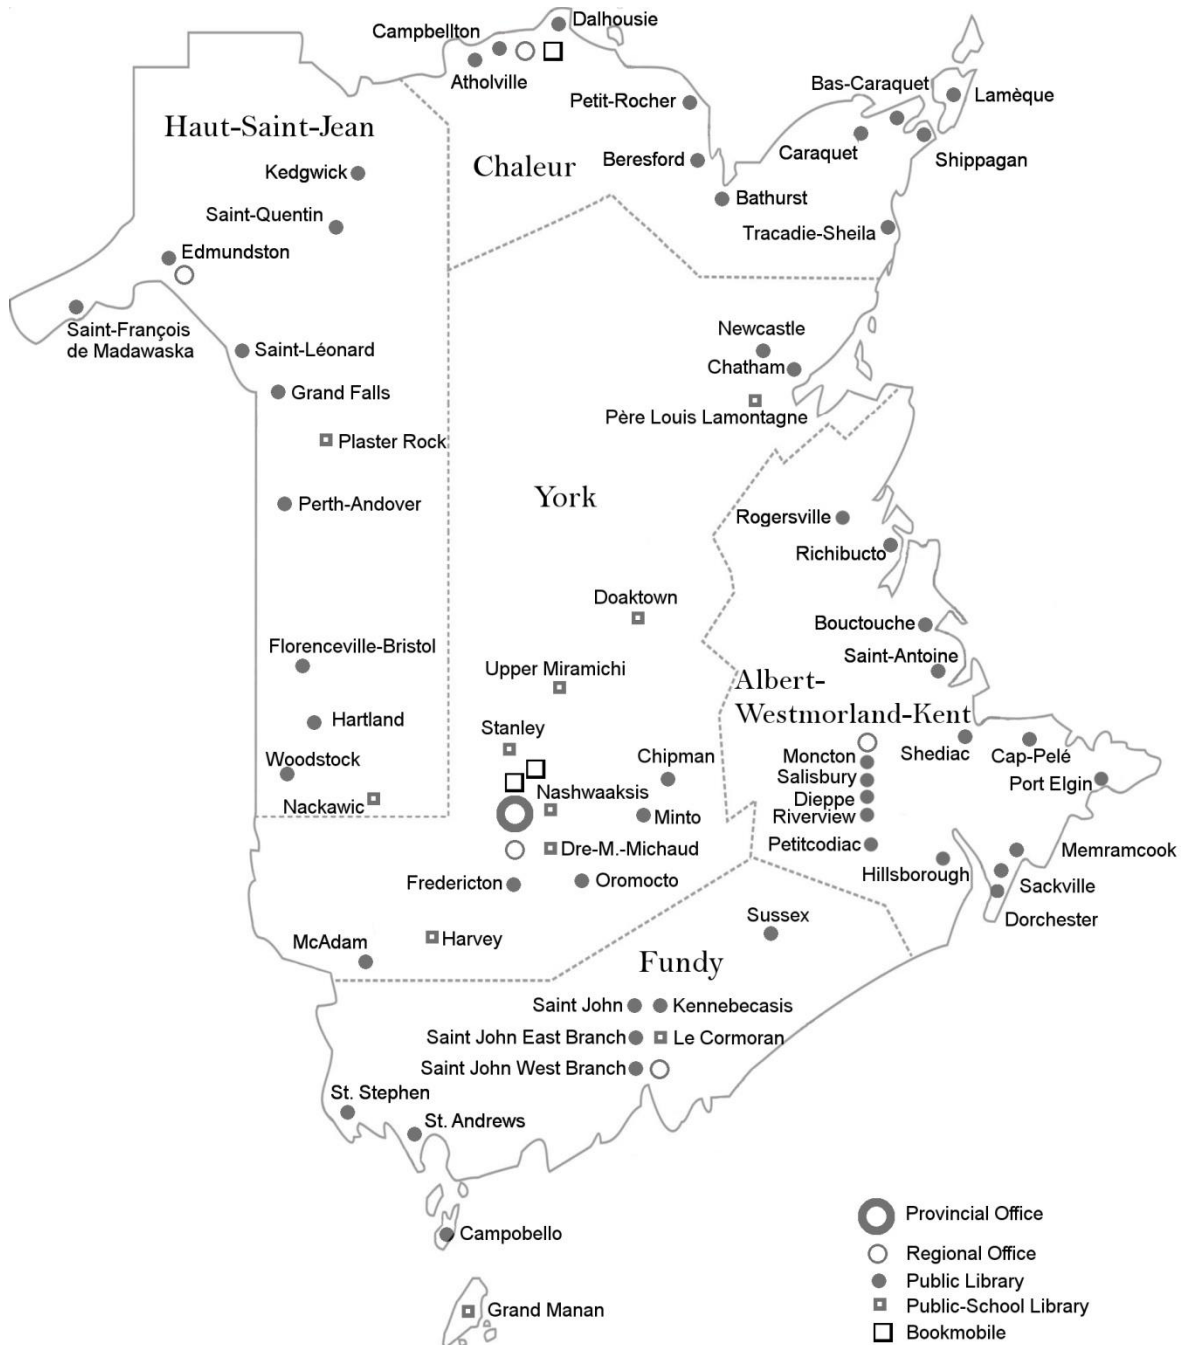 Dalhousie
Campbellton
Atholville
Petit-Rocher
Bas-Caraquet
Lamèque
Haut-Saint-Jean
Chaleur
Beresford
Caraquet
Shippagan
Kedgwick
Bathurst
Saint-Quentin
Tracadie-Sheila
Edmundston
Saint-François
de Madawaska
Saint-Léonard
Newcastle
Chatham
Grand Falls
Père Louis Lamontagne
Plaster Rock
York
Perth-Andover
Rogersville
Richibucto
Doaktown
Bouctouche
Florenceville-Bristol
Saint-Antoine
Upper Miramichi
Albert-
Westmorland-Kent
Hartland
Stanley
Shediac
Cap-Pelé
Woodstock
Chipman
Moncton
Salisbury
Port Elgin
Nackawic
Nashwaaksis
Dieppe
Minto
Riverview
Petitcodiac
Dre-M.-Michaud
Memramcook
Hillsborough
Fredericton
Oromocto
Sackville
Dorchester
Sussex
McAdam
Harvey
Fundy
Saint John
Kennebecasis
Saint John East Branch
Le Cormoran
Saint John West Branch
St. Stephen
St. Andrews
Campobello
Grand Manan
Provincial Office
Regional Office
Public Library
Public-School Library
Bookmobile